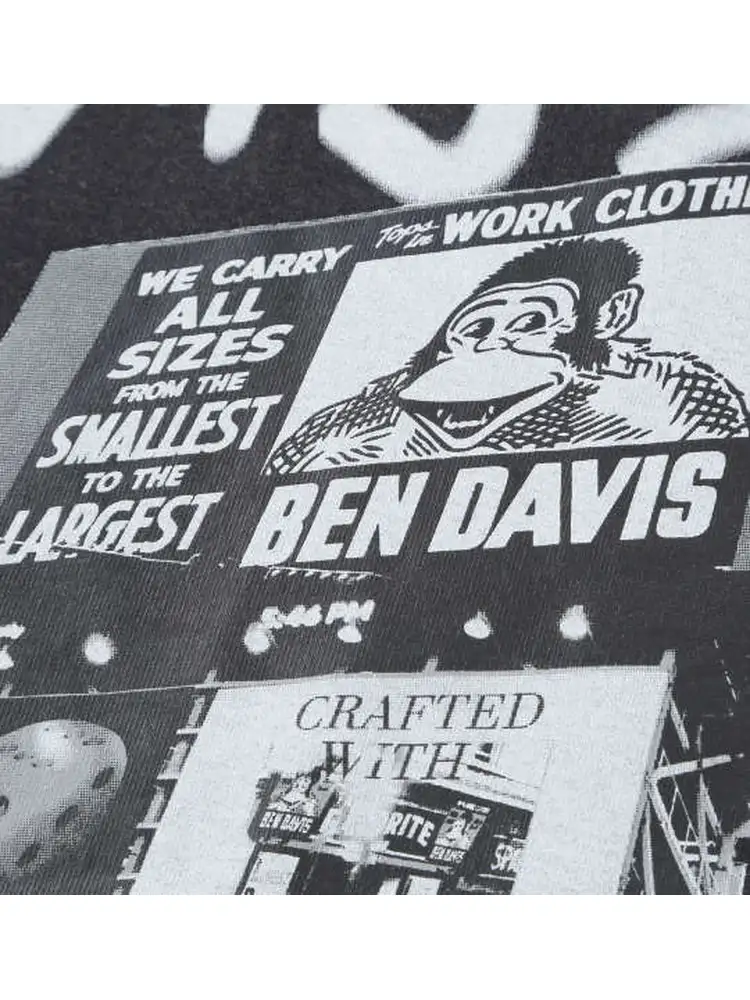 WE CARRY
ALL
SIZES
FROM THE
SMALLEST
TO THE
LARGEST
Tops in WORK CLOTHI
BEN DAVIS
:46 PM
CRAFTED
WITH
BEN DAVIS
RITE
BEN DAVIS